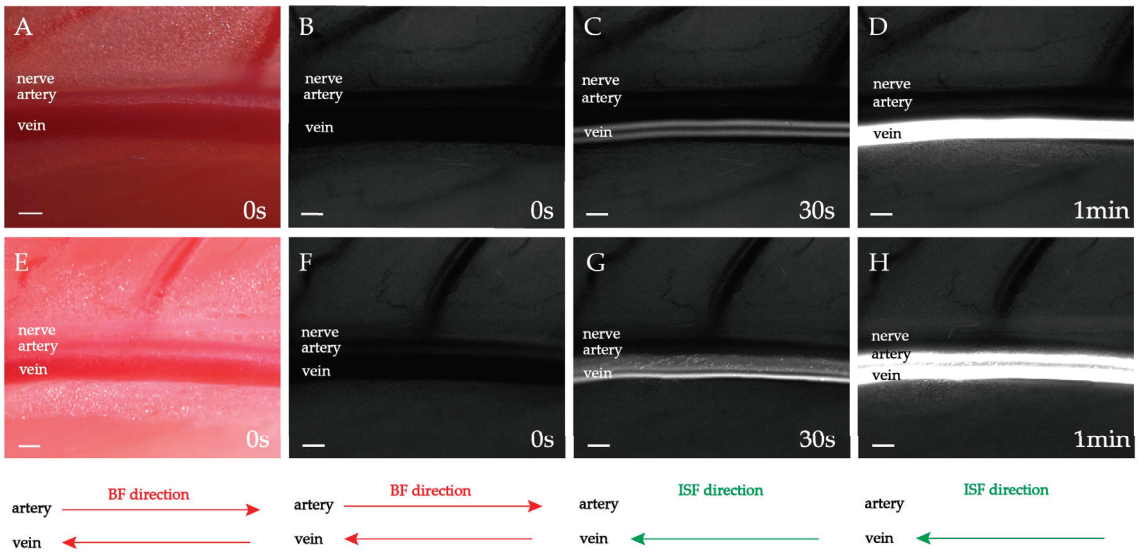 A
nerve
artery
vein
0s
B
nerve
artery
vein
0s
C
nerve
artery
vein
30s
D
nerve
artery
vein
1min
E
nerve
artery
vein
0s
F
nerve
artery
vein
0s
G
nerve
artery
vein
30s
H
nerve
artery
vein
1min
BF direction
artery
vein
BF direction
artery
vein
ISF direction
artery
vein
ISF direction
artery
vein